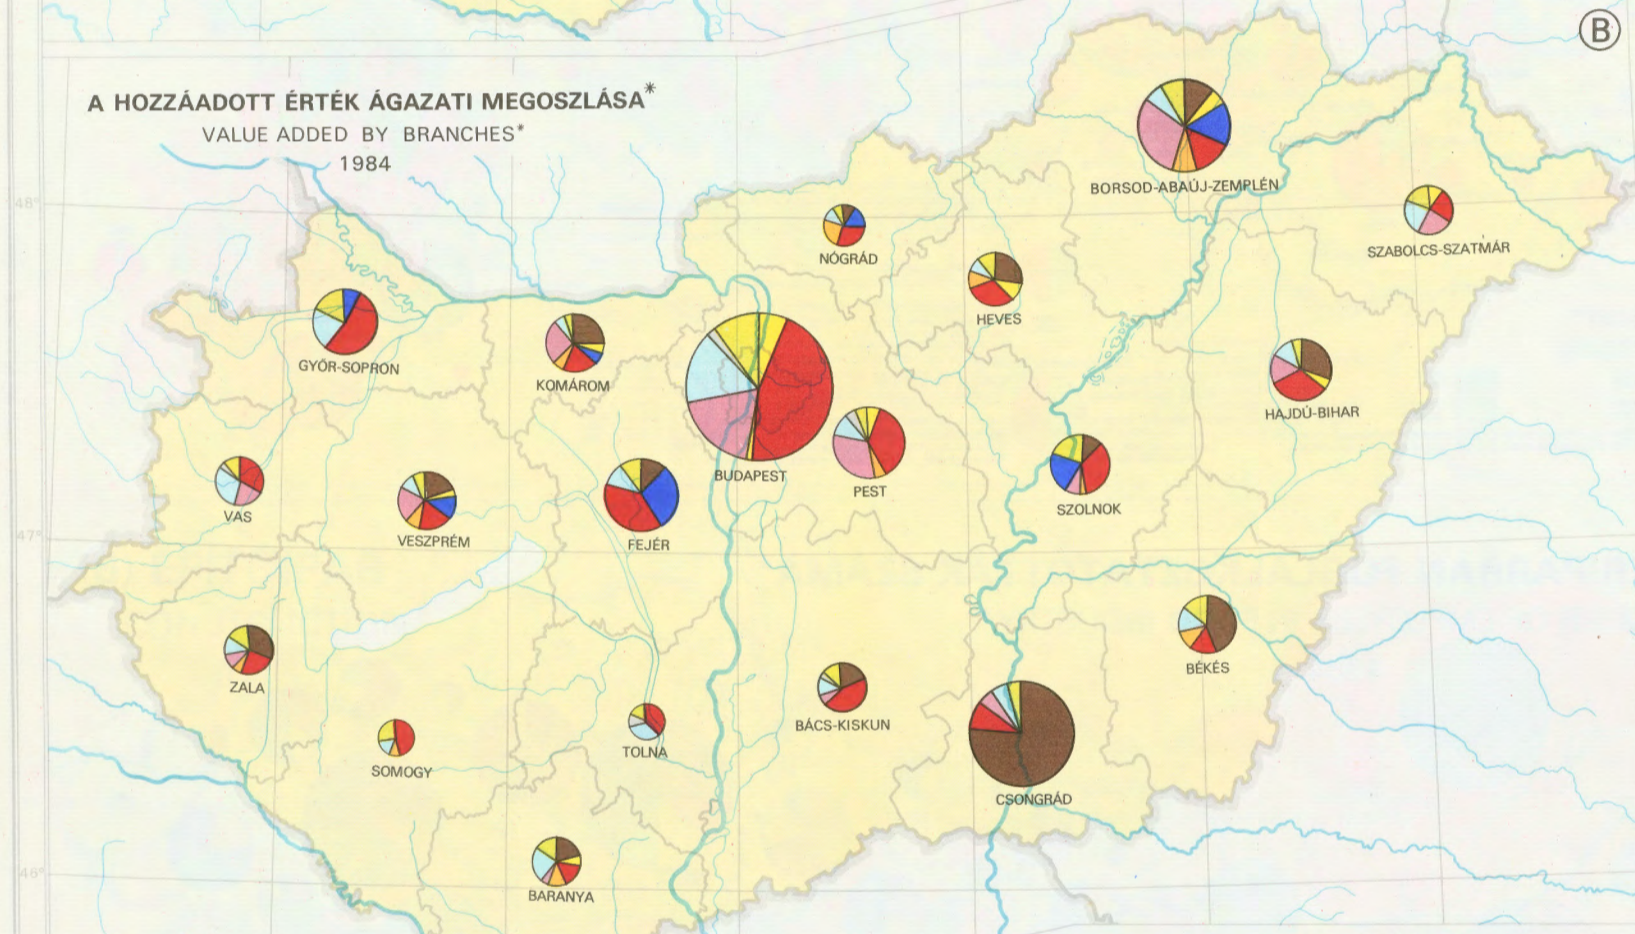 B
A HOZZÁADOTT ÉRTÉK ÁGAZATI MEGOSZLÁSA*
VALUE ADDED BY BRANCHES*
1984
BORSOD-ABAÚJ-ZEMPLÉN
48°
SZABOLCS-SZATMÁR
NÓGRÁD
HEVES
GYŐR-SOPRON
KOMÁROM
HAJDÚ-BIHAR
BUDAPEST
PEST
SZOLNOK
VAS
VESZPRÉM
FEJÉR
47°
BÉKÉS
ZALA
BÁCS-KISKUN
TOLNA
SOMOGY
CSONGRÁD
46°
BARANYA